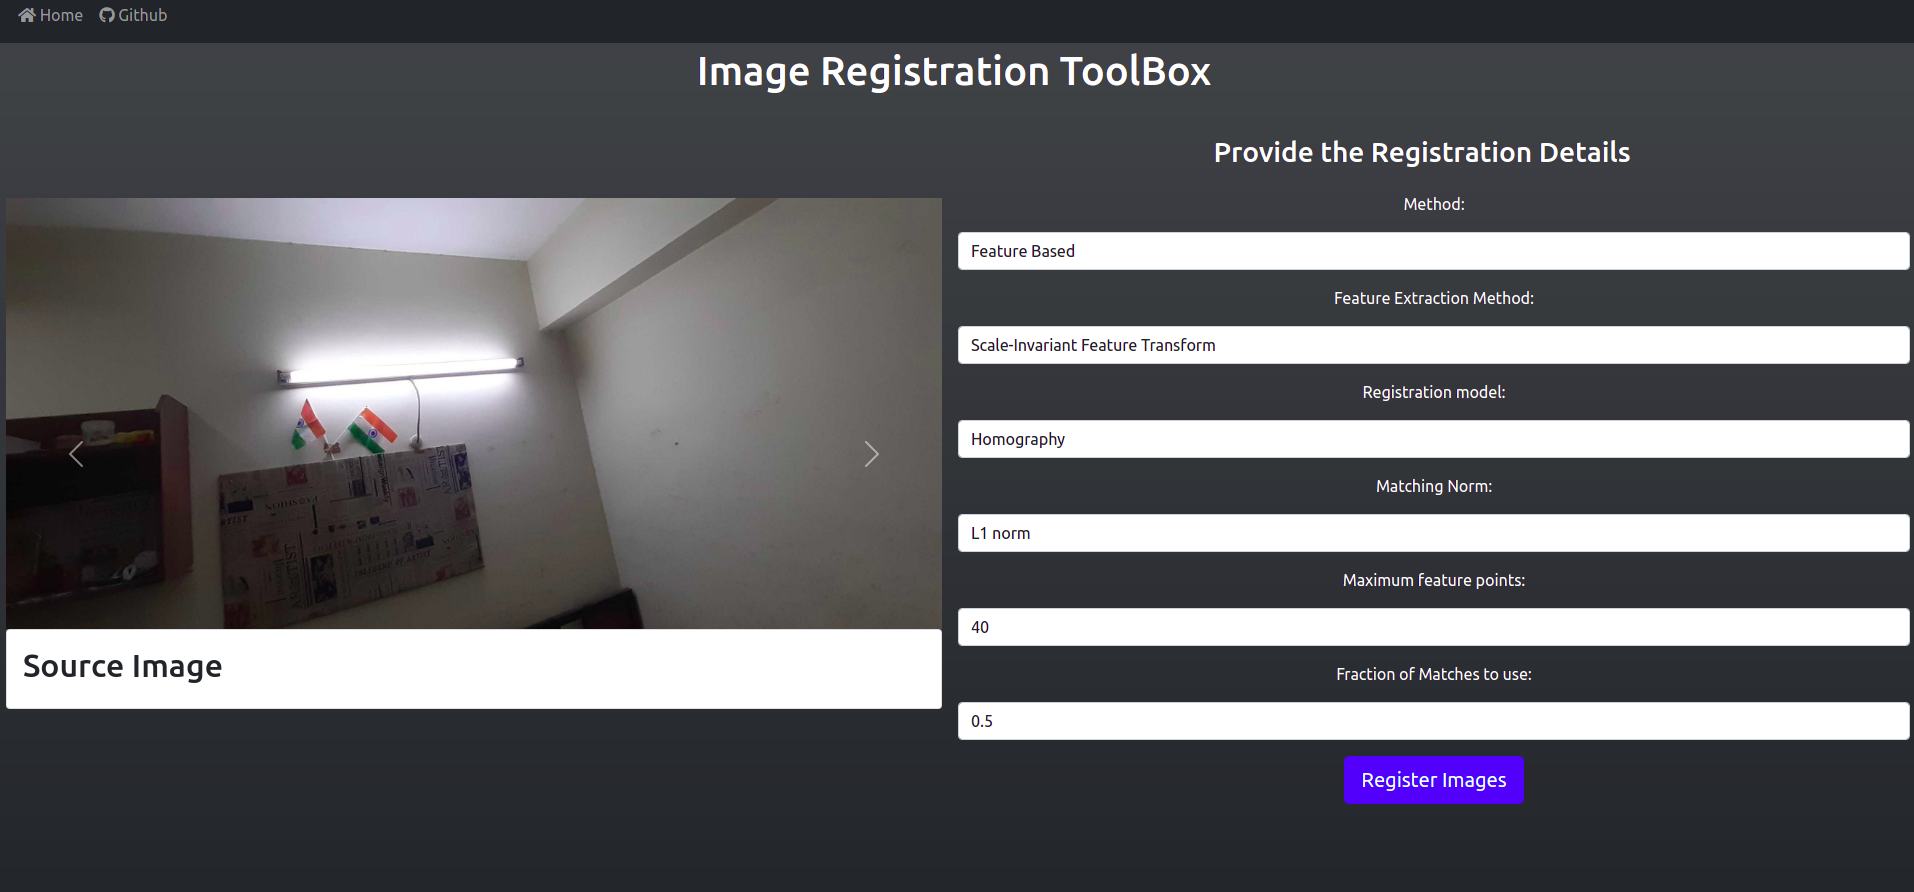 Home Github
Image Registration ToolBox
Provide the Registration Details
Method:
Feature Based
Feature Extraction Method:
Scale-Invariant Feature Transform
Registration model:
Homography
Matching Norm:
L1 norm
Maximum feature points:
40
Fraction of Matches to use:
0.5
Register Images
Source Image